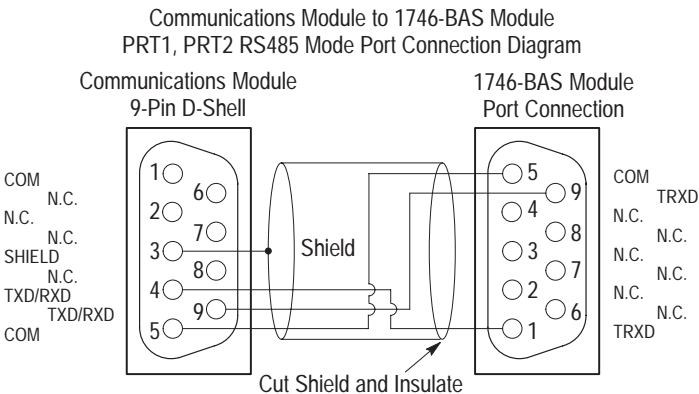 Communications Module to 1746-BAS Module
PRT1, PRT2 RS485 Mode Port Connection Diagram
Communications Module
9-Pin D-Shell
1746-BAS Module
Port Connection
COM
N.C.
N.C.
N.C.
SHIELD
N.C.
TXD/RXD
TXD/RXD
COM
1
6
2
7
3
8
4
9
5
Shield
5
9
4
8
3
7
2
6
1
COM
TRXD
N.C.
N.C.
N.C.
N.C.
N.C.
N.C.
TRXD
Cut Shield and Insulate